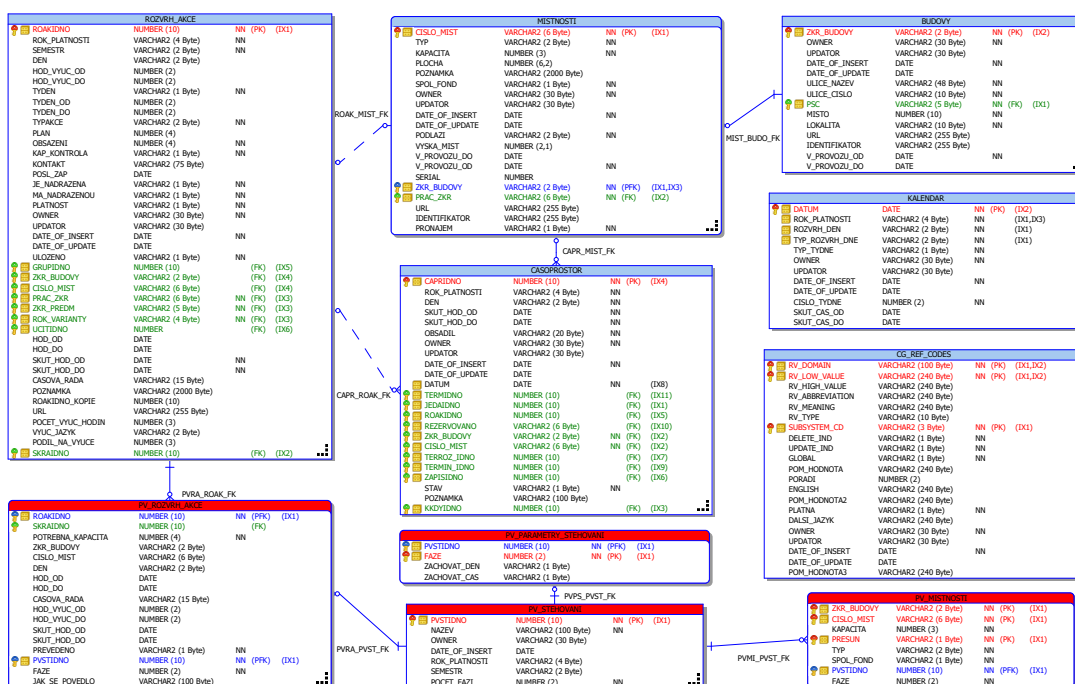 ROZVRH_AKCE
ROAKIDNO NUMBER (10) NN (PK) (IX1)
ROK_PLATNOSTI VARCHAR2 (4 Byte) NN
SEMESTR VARCHAR2 (2 Byte) NN
DEN VARCHAR2 (2 Byte)
HOD_VYUC_OD NUMBER (2)
HOD_VYUC_DO NUMBER (2)
TYDEN VARCHAR2 (1 Byte) NN
TYDEN_OD NUMBER (2)
TYDEN_DO NUMBER (2)
TYPAKCE VARCHAR2 (2 Byte) NN
PLAN NUMBER (4)
OBSAZENI NUMBER (4) NN
KAP_KONTROLA VARCHAR2 (1 Byte) NN
KONTAKT VARCHAR2 (75 Byte)
POSL_ZAP DATE
JE_NADRAZENA VARCHAR2 (1 Byte) NN
MA_NADRAZENOU VARCHAR2 (1 Byte) NN
PLATNOST VARCHAR2 (1 Byte) NN
OWNER VARCHAR2 (30 Byte) NN
UPDATOR VARCHAR2 (30 Byte)
DATE_OF_INSERT DATE NN
DATE_OF_UPDATE DATE
ULOZENO VARCHAR2 (1 Byte) NN
GRUPIDNO NUMBER (10) (FK) (IX5)
ZKR_BUDOVY VARCHAR2 (2 Byte) (FK) (IX4)
CISLO_MIST VARCHAR2 (6 Byte) (FK) (IX4)
PRAC_ZKR VARCHAR2 (6 Byte) NN (FK) (IX3)
ZKR_PREDM VARCHAR2 (5 Byte) NN (FK) (IX3)
ROK_VARIANTY VARCHAR2 (4 Byte) NN (FK) (IX3)
UCITIDNO NUMBER (FK) (IX6)
HOD_OD DATE
HOD_DO DATE
SKUT_HOD_OD DATE NN
SKUT_HOD_DO DATE NN
CASOVA_RADA VARCHAR2 (15 Byte)
POZNAMKA VARCHAR2 (2000 Byte)
ROAKIDNO_KOPIE NUMBER (10)
URL VARCHAR2 (255 Byte)
POCET_VYUC_HODIN NUMBER (3)
VYUC_JAZYK VARCHAR2 (2 Byte)
PODIL_NA_VYUCE NUMBER (3)
SKRAIDNO NUMBER (10) (FK) (IX2)
ROAK_MIST_FK
CAPR_ROAK_FK
PVRA_ROAK_FK
MISTNOSTI
CISLO_MIST VARCHAR2 (6 Byte) NN (PK) (IX1)
TYP VARCHAR2 (2 Byte) NN
KAPACITA NUMBER (3) NN
PLOCHA NUMBER (6,2)
POZNAMKA VARCHAR2 (2000 Byte)
SPOL_FOND VARCHAR2 (1 Byte) NN
OWNER VARCHAR2 (30 Byte) NN
UPDATOR VARCHAR2 (30 Byte)
DATE_OF_INSERT DATE NN
DATE_OF_UPDATE DATE
PODLAZI VARCHAR2 (2 Byte) NN
VYSKA_MIST NUMBER (2,1)
V_PROVOZU_DO DATE
V_PROVOZU_OD DATE NN
SERIAL NUMBER
ZKR_BUDOVY VARCHAR2 (2 Byte) NN (PFK) (IX1,IX3)
PRAC_ZKR VARCHAR2 (6 Byte) NN (FK) (IX2)
URL VARCHAR2 (255 Byte)
IDENTIFIKATOR VARCHAR2 (255 Byte)
PRONAJEM VARCHAR2 (1 Byte) NN
MIST_BUDO_FK
CAPR_MIST_FK
BUDOVY
ZKR_BUDOVY VARCHAR2 (2 Byte) NN (PK) (IX2)
OWNER VARCHAR2 (30 Byte) NN
UPDATOR VARCHAR2 (30 Byte)
DATE_OF_INSERT DATE NN
DATE_OF_UPDATE DATE
ULICE_NAZEV VARCHAR2 (48 Byte) NN
ULICE_CISLO VARCHAR2 (10 Byte) NN
PSC VARCHAR2 (5 Byte) NN (FK) (IX1)
MISTO NUMBER (10) NN
LOKALITA VARCHAR2 (10 Byte) NN
URL VARCHAR2 (255 Byte)
IDENTIFIKATOR VARCHAR2 (255 Byte)
V_PROVOZU_OD DATE NN
V_PROVOZU_DO DATE
KALENDAR
DATUM DATE NN (PK) (IX2)
ROK_PLATNOSTI VARCHAR2 (4 Byte) NN (IX1,IX3)
ROZVRH_DEN VARCHAR2 (2 Byte) NN (IX1)
TYP_ROZVRH_DNE VARCHAR2 (2 Byte) NN (IX1)
TYP_TYDNE VARCHAR2 (1 Byte) NN
OWNER VARCHAR2 (30 Byte) NN
UPDATOR VARCHAR2 (30 Byte)
DATE_OF_INSERT DATE NN
DATE_OF_UPDATE DATE
CISLO_TYDNE NUMBER (2) NN
SKUT_CAS_OD DATE
SKUT_CAS_DO DATE
CASOPROSTOR
CAPRIDNO NUMBER (10) NN (PK) (IX4)
ROK_PLATNOSTI VARCHAR2 (4 Byte) NN
DEN VARCHAR2 (2 Byte) NN
SKUT_HOD_OD DATE NN
SKUT_HOD_DO DATE NN
OBSADIL VARCHAR2 (20 Byte) NN
OWNER VARCHAR2 (30 Byte) NN
UPDATOR VARCHAR2 (30 Byte)
DATE_OF_INSERT DATE NN
DATE_OF_UPDATE DATE
DATUM DATE NN (IX8)
TERMIDNO NUMBER (10) (FK) (IX11)
JEDAIDNO NUMBER (10) (FK) (IX1)
ROAKIDNO NUMBER (10) (FK) (IX5)
REZERVOVANO VARCHAR2 (6 Byte) (FK) (IX10)
ZKR_BUDOVY VARCHAR2 (2 Byte) NN (FK) (IX2)
CISLO_MIST VARCHAR2 (6 Byte) NN (FK) (IX2)
TERROZ_IDNO NUMBER (10) (FK) (IX7)
TERMIN_IDNO NUMBER (10) (FK) (IX9)
ZAPISIDNO NUMBER (10) (FK) (IX6)
STAV VARCHAR2 (1 Byte) NN
POZNAMKA VARCHAR2 (100 Byte)
KKDYIDNO NUMBER (10) (FK) (IX3)
CG_REF_CODES
RV_DOMAIN VARCHAR2 (100 Byte) NN (PK) (IX1,IX2)
RV_LOW_VALUE VARCHAR2 (240 Byte) NN (PK) (IX1,IX2)
RV_HIGH_VALUE VARCHAR2 (240 Byte)
RV_ABBREVIATION VARCHAR2 (240 Byte)
RV_MEANING VARCHAR2 (240 Byte)
RV_TYPE VARCHAR2 (10 Byte)
SUBSYSTEM_CD VARCHAR2 (3 Byte) NN (PK) (IX1)
DELETE_IND VARCHAR2 (1 Byte) NN
UPDATE_IND VARCHAR2 (1 Byte) NN
GLOBAL VARCHAR2 (1 Byte) NN
POM_HODNOTA VARCHAR2 (240 Byte)
PORADI NUMBER (2)
ENGLISH VARCHAR2 (240 Byte)
POM_HODNOTA2 VARCHAR2 (240 Byte)
PLATNA VARCHAR2 (1 Byte) NN
DALSI_JAZYK VARCHAR2 (240 Byte)
OWNER VARCHAR2 (30 Byte) NN
UPDATOR VARCHAR2 (30 Byte)
DATE_OF_INSERT DATE NN
DATE_OF_UPDATE DATE
POM_HODNOTA3 VARCHAR2 (240 Byte)
PV_ROZVRH_AKCE
ROAKIDNO NUMBER (10) NN (PFK) (IX1)
SKRAIDNO NUMBER (10) (FK)
POTREBNA_KAPACITA NUMBER (4) NN
ZKR_BUDOVY VARCHAR2 (2 Byte)
CISLO_MIST VARCHAR2 (6 Byte)
DEN VARCHAR2 (2 Byte)
HOD_OD DATE
HOD_DO DATE
CASOVA_RADA VARCHAR2 (15 Byte)
HOD_VYUC_OD NUMBER (2)
HOD_VYUC_DO NUMBER (2)
SKUT_HOD_OD DATE
SKUT_HOD_DO DATE
PREVEDENO VARCHAR2 (1 Byte) NN
PVSTIDNO NUMBER (10) NN (PFK) (IX1)
FAZE NUMBER (2) NN
JAK_SE_POVEDLO VARCHAR2 (100 Byte)
PVRA_PVST_FK
PV_PARAMETRY_STEHOVANI
PVSTIDNO NUMBER (10) NN (PFK) (IX1)
FAZE NUMBER (2) NN (PK) (IX1)
ZACHOVAT_DEN VARCHAR2 (1 Byte)
ZACHOVAT_CAS VARCHAR2 (1 Byte)
PVPS_PVST_FK
PV_STEHOVANI
PVSTIDNO NUMBER (10) NN (PK) (IX1)
NAZEV VARCHAR2 (100 Byte) NN
OWNER VARCHAR2 (30 Byte)
DATE_OF_INSERT DATE
ROK_PLATNOSTI VARCHAR2 (4 Byte)
SEMESTR VARCHAR2 (2 Byte)
POCET_FAZI NUMBER (2) NN
PVMI_PVST_FK
PV_MISTNOSTI
ZKR_BUDOVY VARCHAR2 (2 Byte) NN (PK) (IX1)
CISLO_MIST VARCHAR2 (6 Byte) NN (PK) (IX1)
KAPACITA NUMBER (3) NN
PRESUN VARCHAR2 (1 Byte) NN (PK) (IX1)
TYP VARCHAR2 (2 Byte) NN
SPOL_FOND VARCHAR2 (1 Byte) NN
PVSTIDNO NUMBER (10) NN (PFK) (IX1)
FAZE NUMBER (2) NN